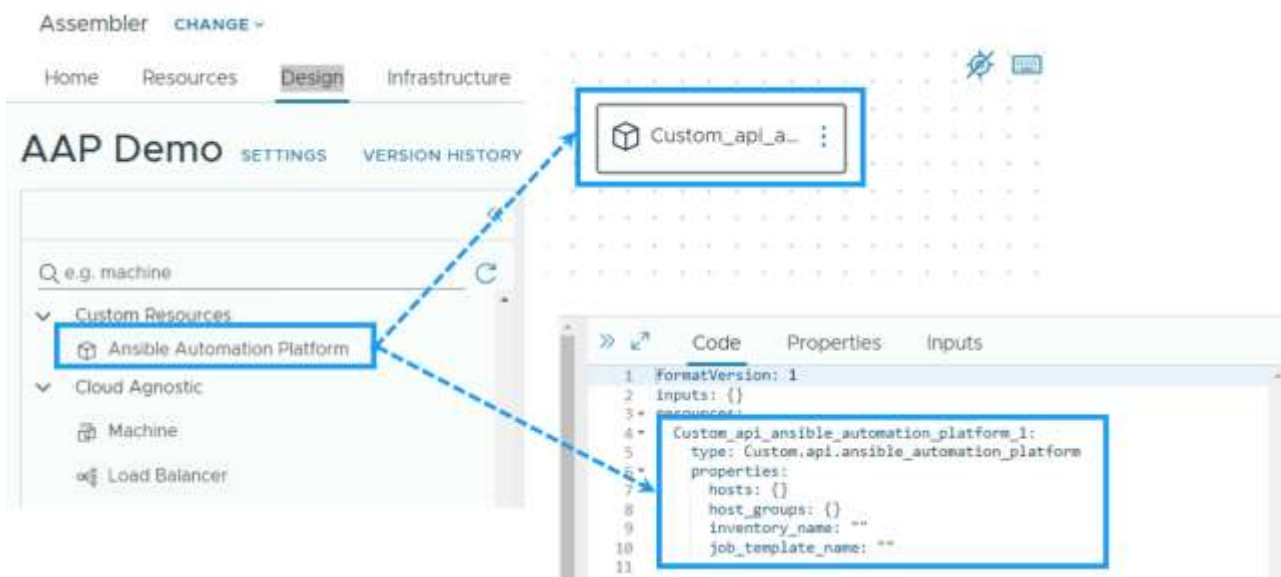 Assembler CHANGE
Home Resources Design Infrastructure
AAP Demo SETTINGS VERSION HISTORY
e.g. machine
Custom Resources
Ansible Automation Platform
Cloud Agnostic
Machine
Load Balancer
Custom_api_a...
Code Properties Inputs
1 formatVersion: 1
2 inputs: {}
3 resources:
4 Custom_api_ansible_automation_platform_1:
5 type: Custom.api.ansible_automation_platform
6 properties:
7 hosts: {}
8 host_groups: {}
9 inventory_name: ""
10 job_template_name: ""
11